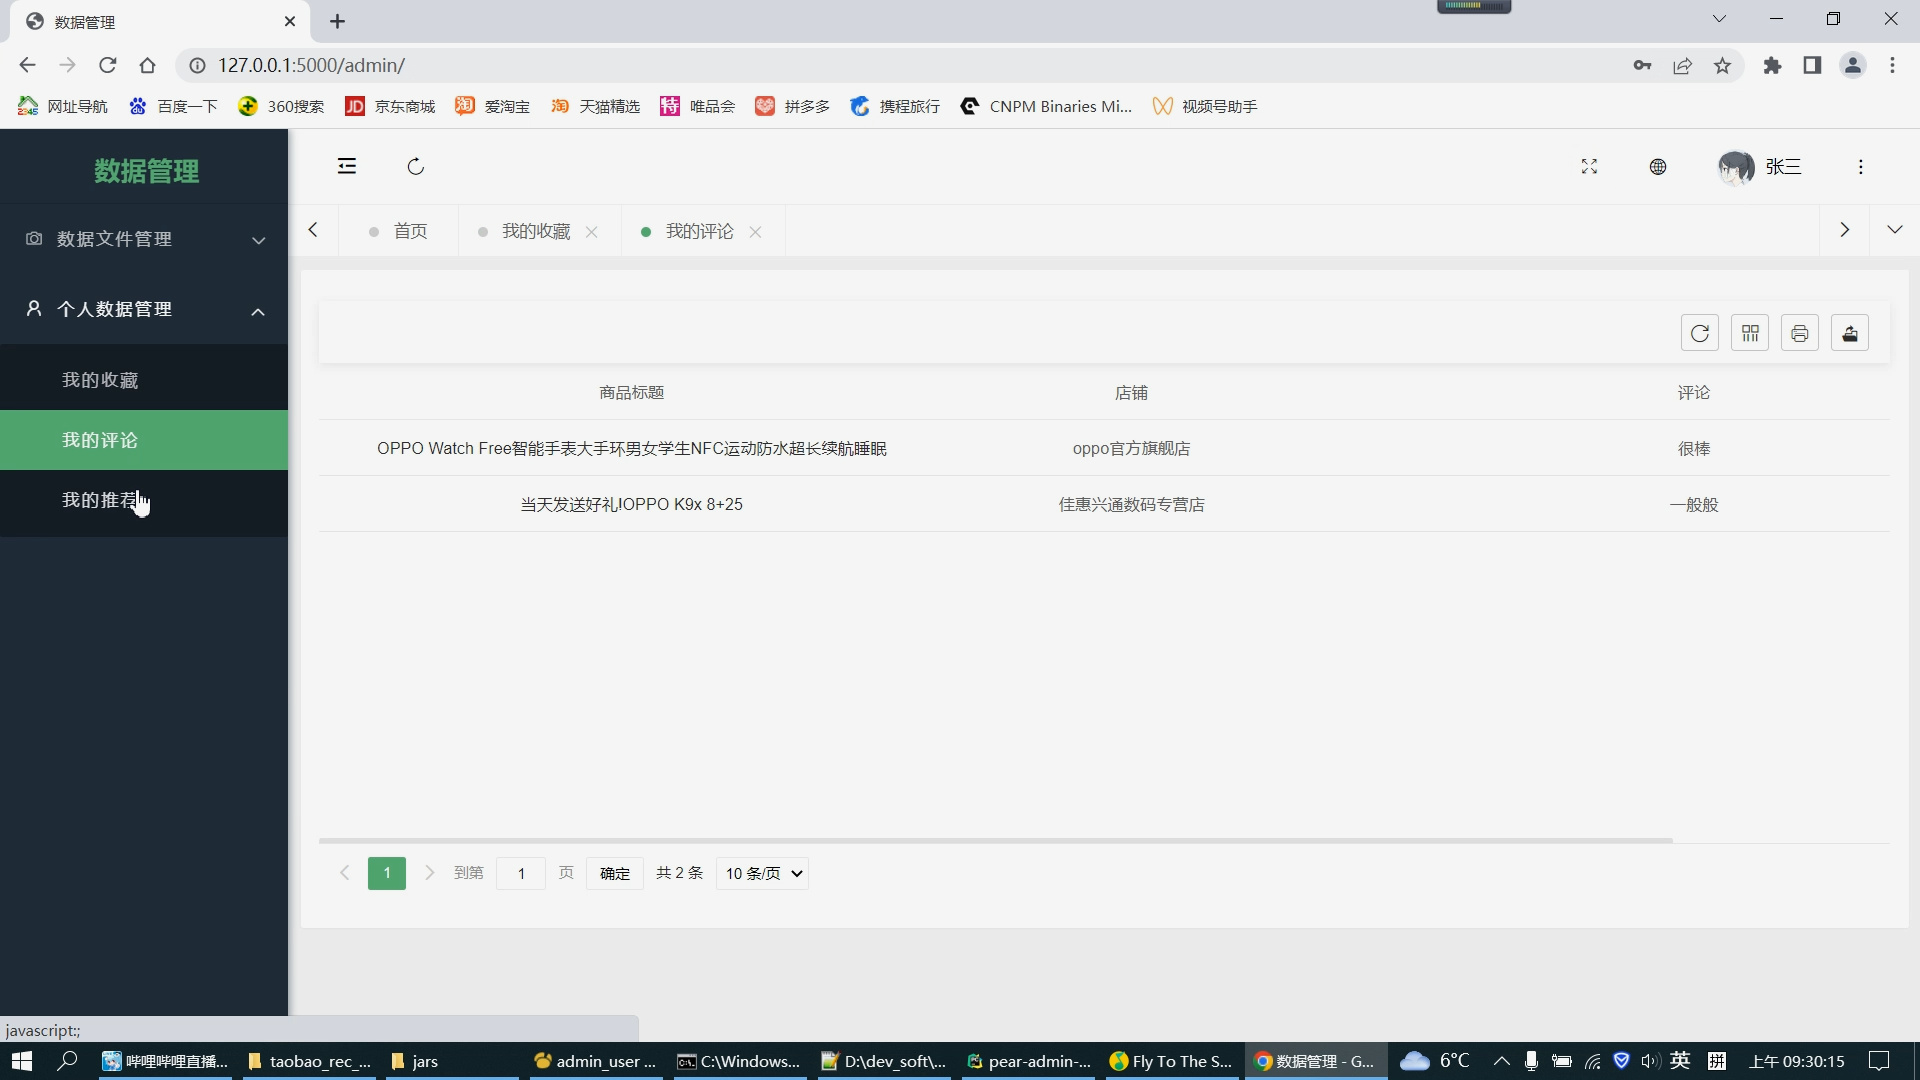 数据管理
127.0.0.1:5000/admin/
网址导航
百度一下
360搜索
JD 京东商城
淘 爱淘宝
淘 天猫精选
特 唯品会
拼多多
携程旅行
CNPM Binaries Mi...
视频号助手
数据管理
张三
数据文件管理
个人数据管理
我的收藏
我的评论
我的推荐
首页
我的收藏
我的评论
商品标题 店铺 评论
OPPO Watch Free智能手表大手环男女学生NFC运动防水超长续航睡眠 oppo官方旗舰店 很棒
当天发送好礼!OPPO K9x 8+25 佳惠兴通数码专营店 一般般
1 到第 1 页 确定 共 2 条 10 条/页
javascript:;
哔哩哔哩直播...
taobao_rec_...
jars
admin_user ...
C:\Windows...
D:\dev_soft\...
pear-admin-...
Fly To The S...
数据管理 - G...
6°C
英
拼
上午 09:30:15